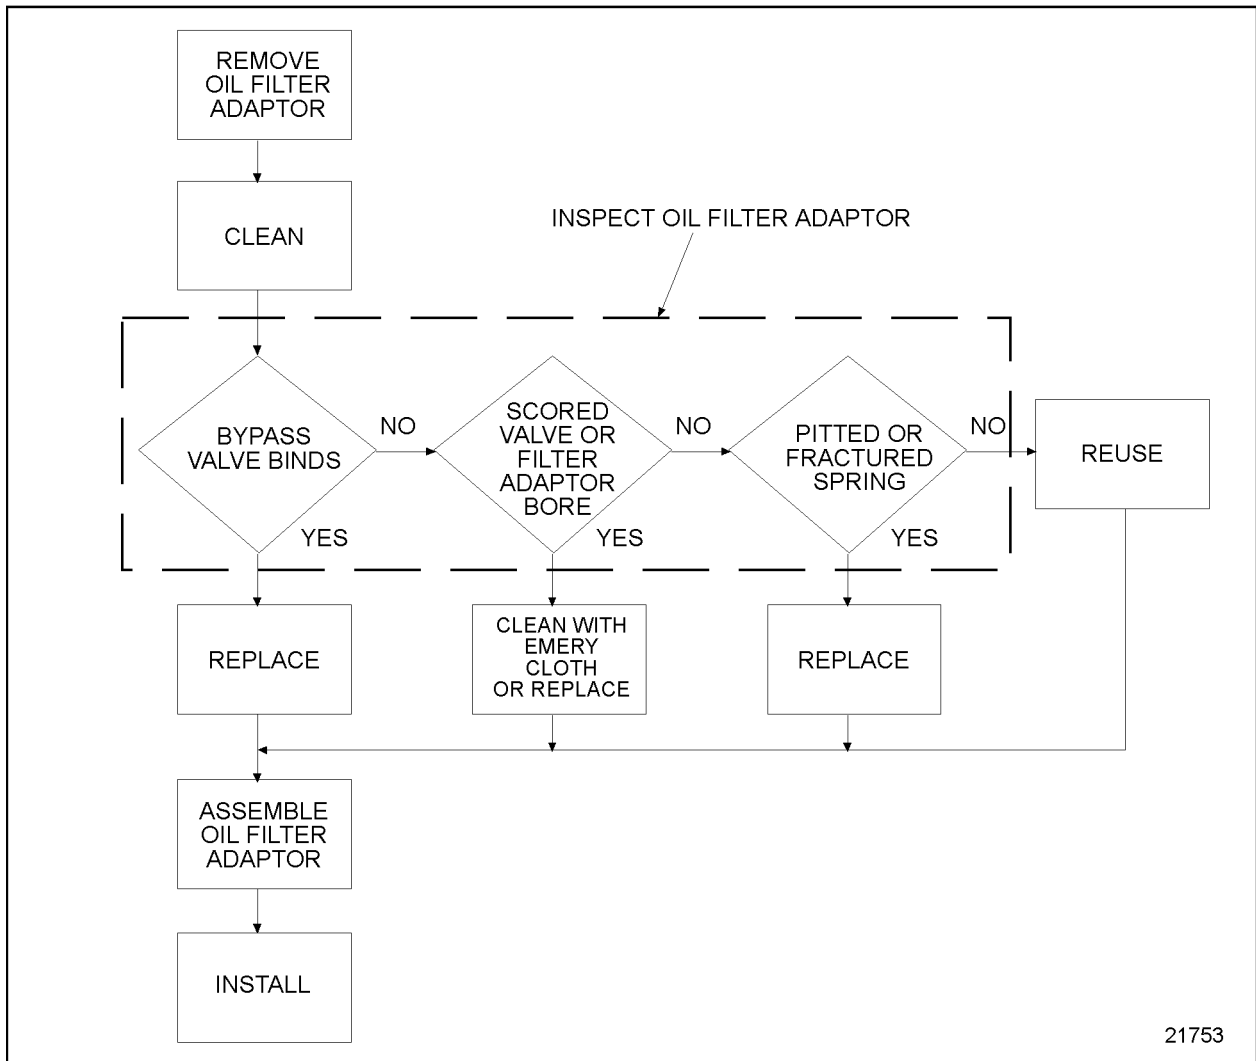 REMOVE
OIL FILTER
ADAPTOR
CLEAN
INSPECT OIL FILTER ADAPTOR
BYPASS
VALVE BINDS
NO
YES
SCORED
VALVE OR
FILTER
ADAPTOR
BORE
NO
YES
PITTED OR
FRACTURED
SPRING
NO
YES
REUSE
REPLACE
CLEAN WITH
EMERY
CLOTH
OR REPLACE
REPLACE
ASSEMBLE
OIL FILTER
ADAPTOR
INSTALL
21753